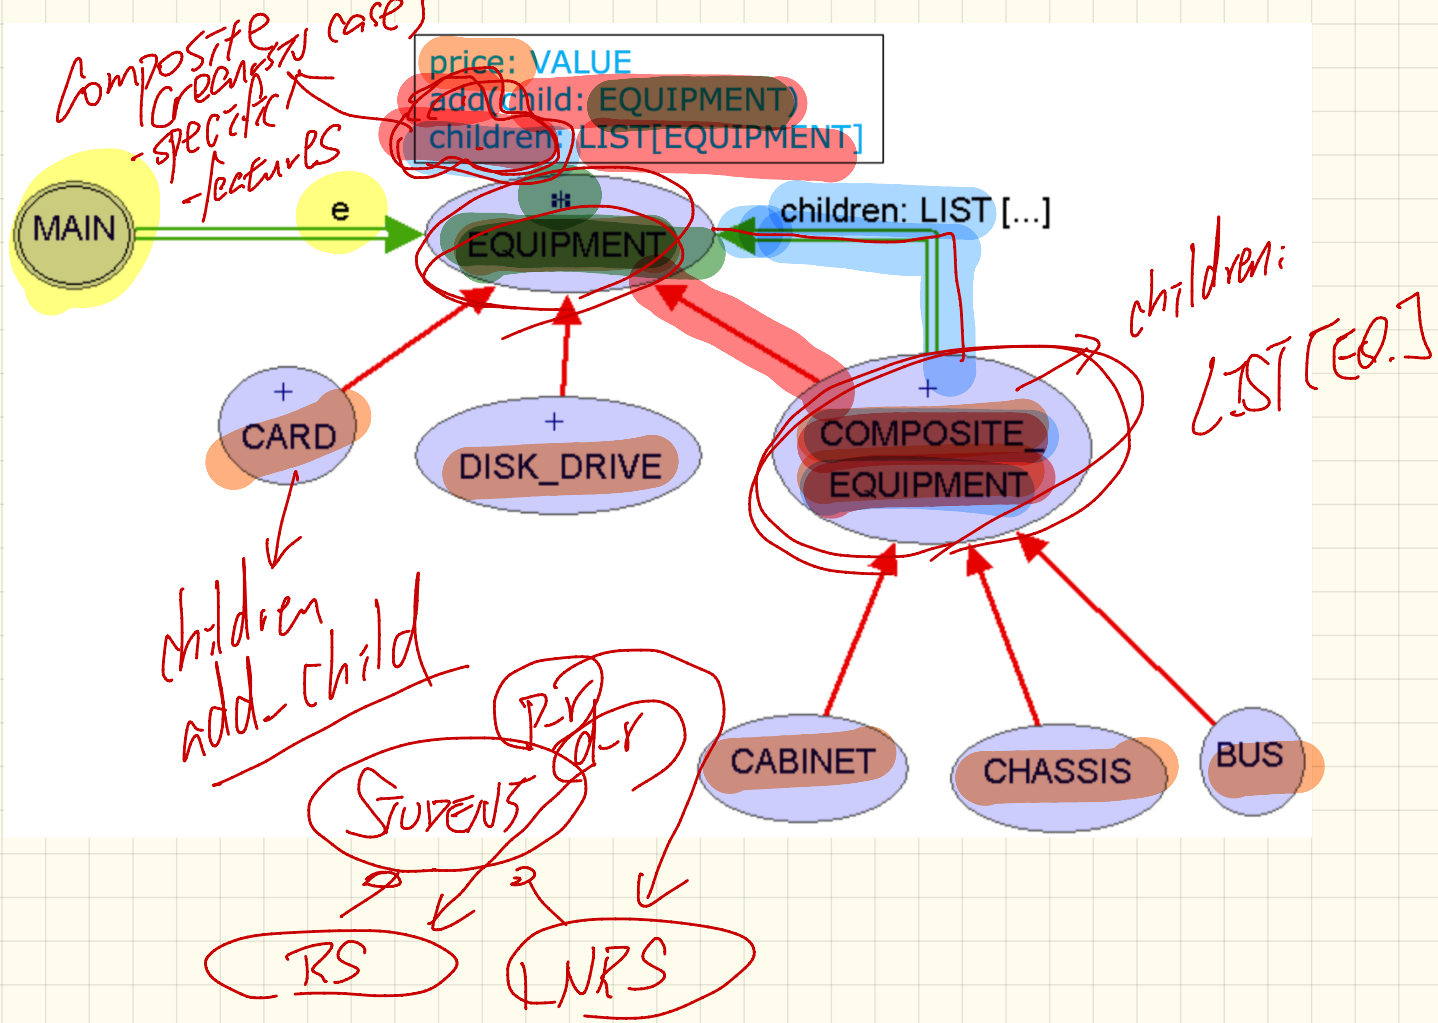 Composite
(recursive case)
-specific
-features
price: VALUE
add(child: EQUIPMENT)
children: LIST[EQUIPMENT]
MAIN
e
EQUIPMENT
children: LIST [...]
children:
LIST[EQ.]
+
CARD
+
DISK_DRIVE
+
COMPOSITE_
EQUIPMENT
children
add_child
p_r
d_r
CABINET
CHASSIS
BUS
STUDENT
RS
NRS